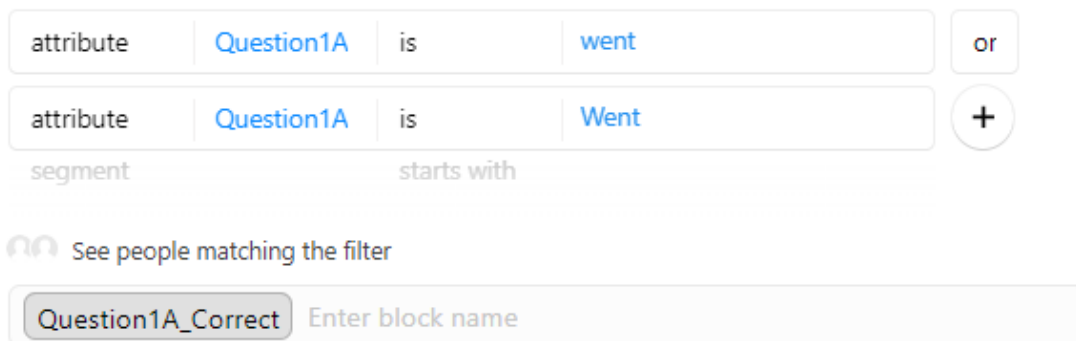 attribute Question1A is went or
attribute Question1A is Went +
segment starts with
See people matching the filter
Question1A_Correct Enter block name